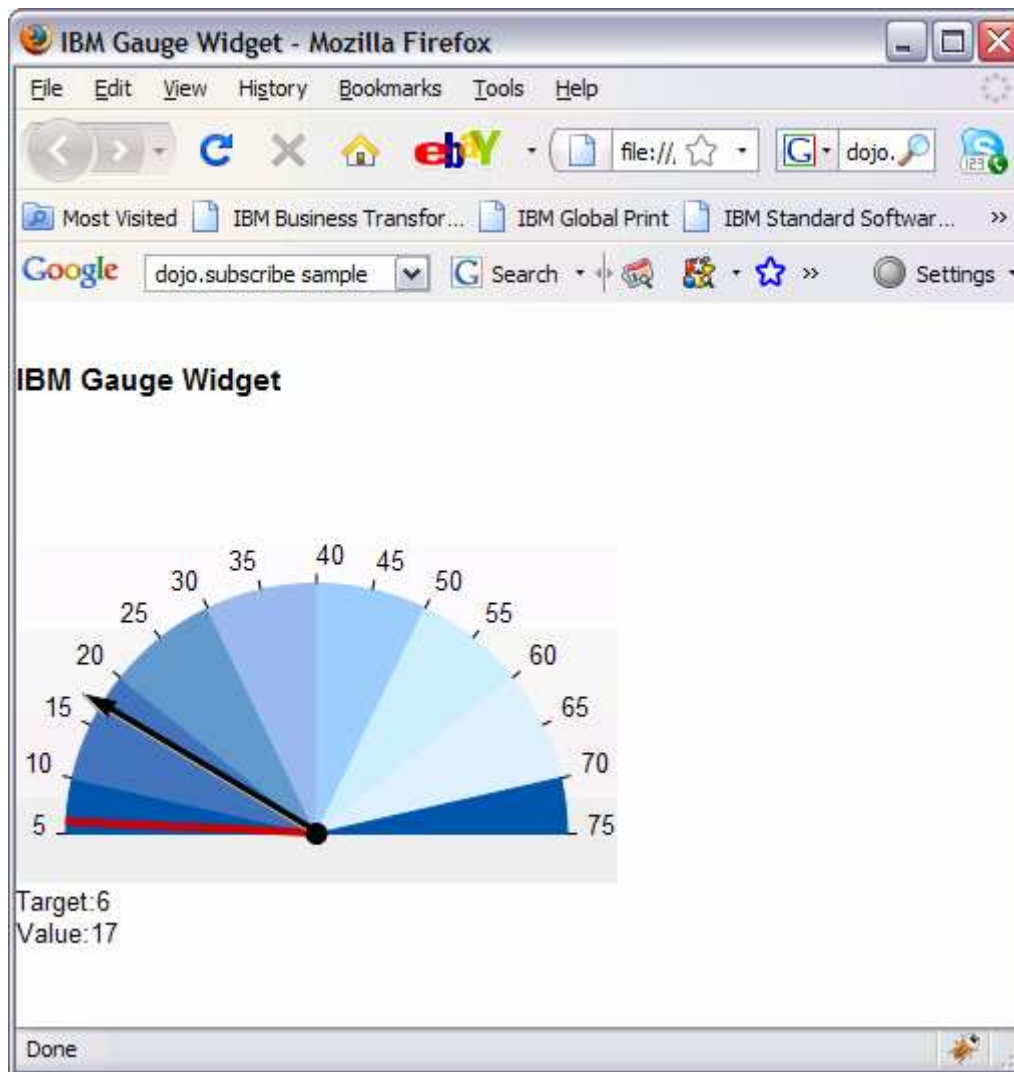 IBM Gauge Widget - Mozilla Firefox
File Edit View History Bookmarks Tools Help
ebaY file://, G dojo. 123
Most Visited IBM Business Transfor... IBM Global Print IBM Standard Softwar... »
Google dojo.subscribe sample G Search » Settings
IBM Gauge Widget
5
10
15
20
25
30
35
40
45
50
55
60
65
70
75
Target:6
Value:17
Done